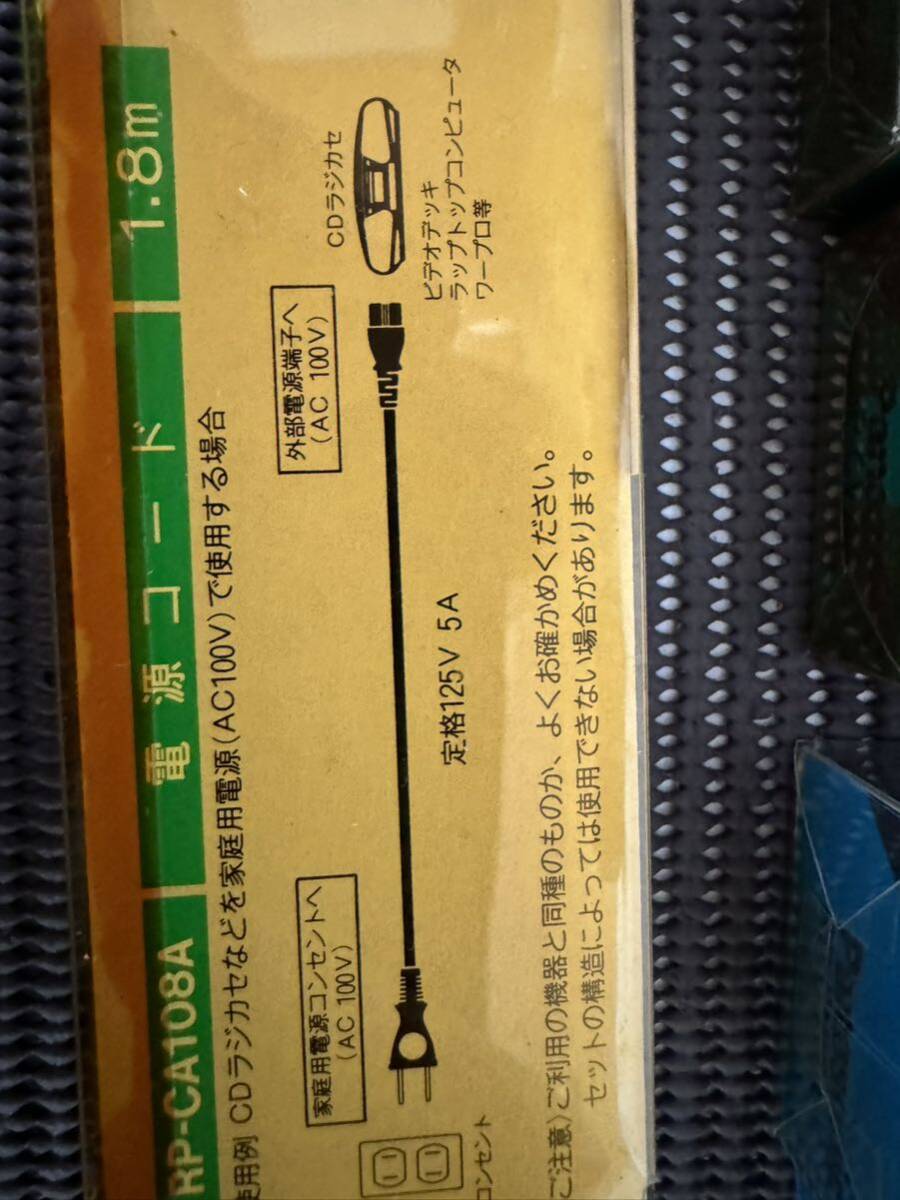 RP-CA108A 電源コード 1.8m
使用例 CDラジカセなどを家庭用電源(AC100V)で使用する場合
家庭用電源コンセントへ
(AC 100V)
外部電源端子へ
(AC 100V)
CDラジカセ
ビデオデッキ
ラップトップコンピュータ
ワープロ等
定格125V 5A
コンセント
ご注意〉ご利用の機器と同種のものか、よくお確かめください。
セットの構造によっては使用できない場合があります。